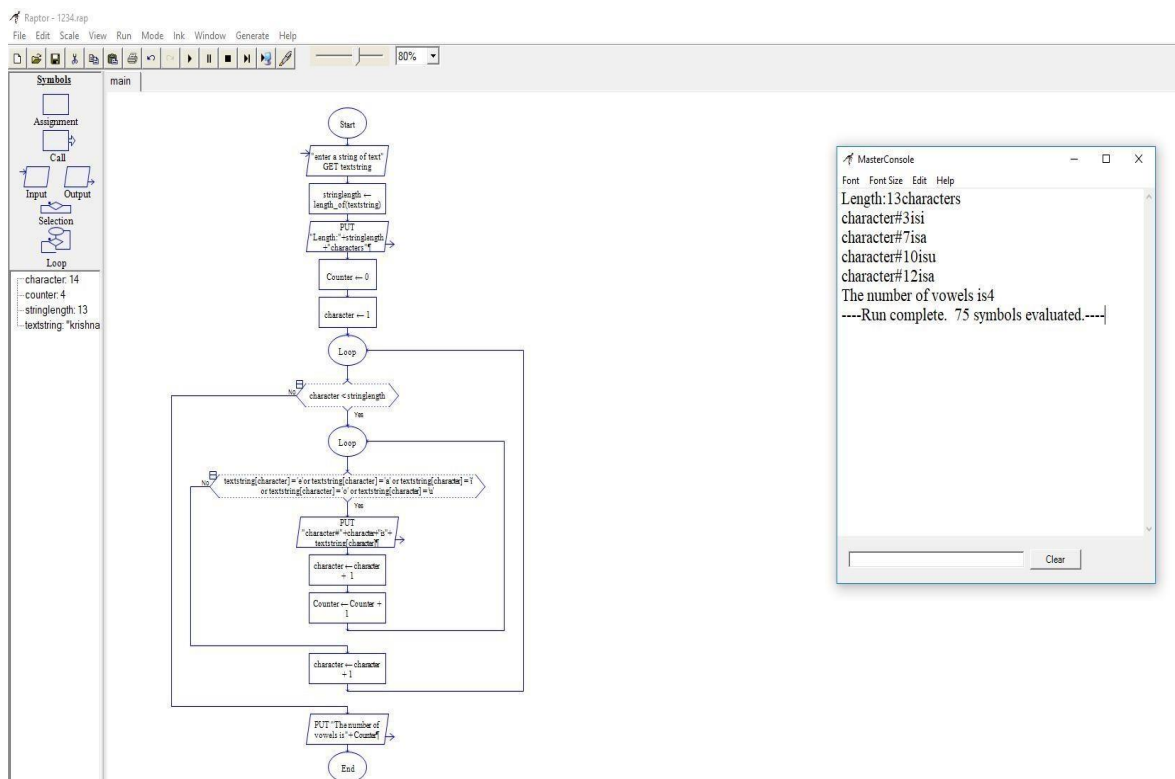 Raptor - 1234.rap
File Edit Scale View Run Mode Ink Window Generate Help
80%
Symbols
Assignment
Call
Input Output
Selection
Loop
character: 14
counter: 4
stringlength: 13
textstring: "krishna
main
Start
"enter a string of text"
GET textstring
stringlength ←
length_of(textstring)
PUT
"Length:"+stringlength
+"characters"¶
Counter ← 0
character ← 1
Loop
No
character < stringlength
Yes
Loop
No
textstring[character] = 'e' or textstring[character] = 'a' or textstring[character] = 'i'
or textstring[character] = 'o' or textstring[character] = 'u'
Yes
PUT
"character#"+character+"is"+
textstring[character]¶
character ← character
+ 1
Counter ← Counter +
1
character ← character
+ 1
PUT "The number of
vowels is"+Counter¶
End
MasterConsole
Font Font Size Edit Help
Length:13characters
character#3isi
character#7isa
character#10isu
character#12isa
The number of vowels is4
----Run complete. 75 symbols evaluated.----
Clear